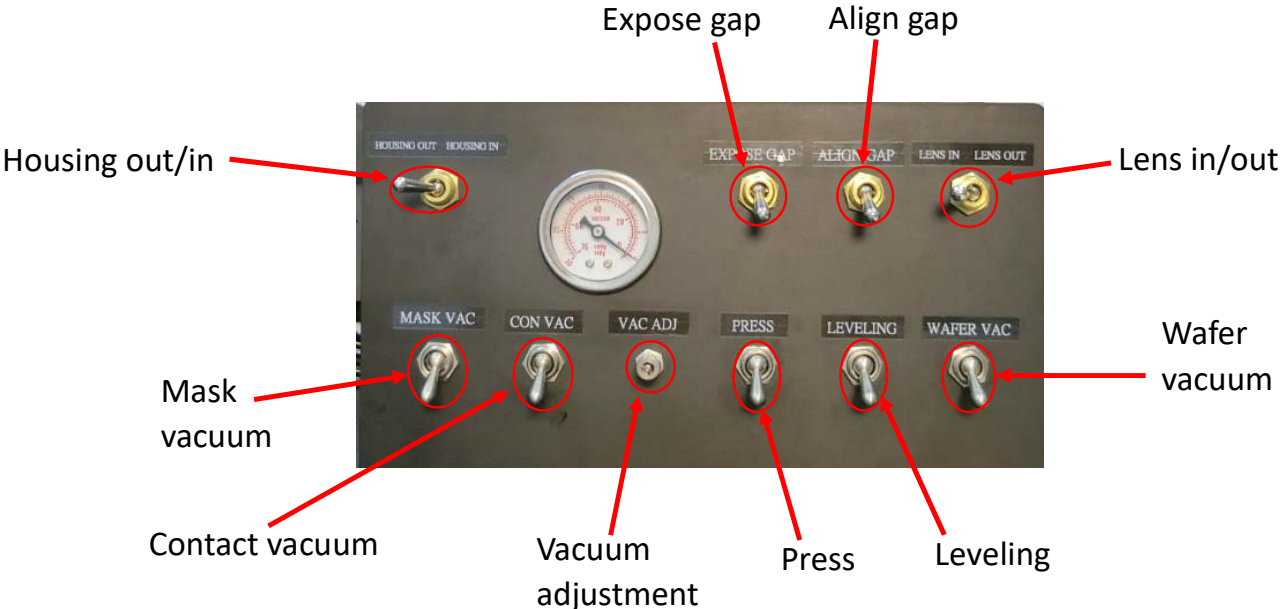 Expose gap
Align gap
HOUSING OUT HOUSING IN
EXPOSE GAP
ALIGN GAP
LENS IN LENS OUT
Housing out/in
Lens in/out
VACUUM
MASK VAC
CON VAC
VAC ADJ
PRESS
LEVELING
WAFER VAC
Wafer
vacuum
Mask
vacuum
Contact vacuum
Vacuum
adjustment
Press
Leveling